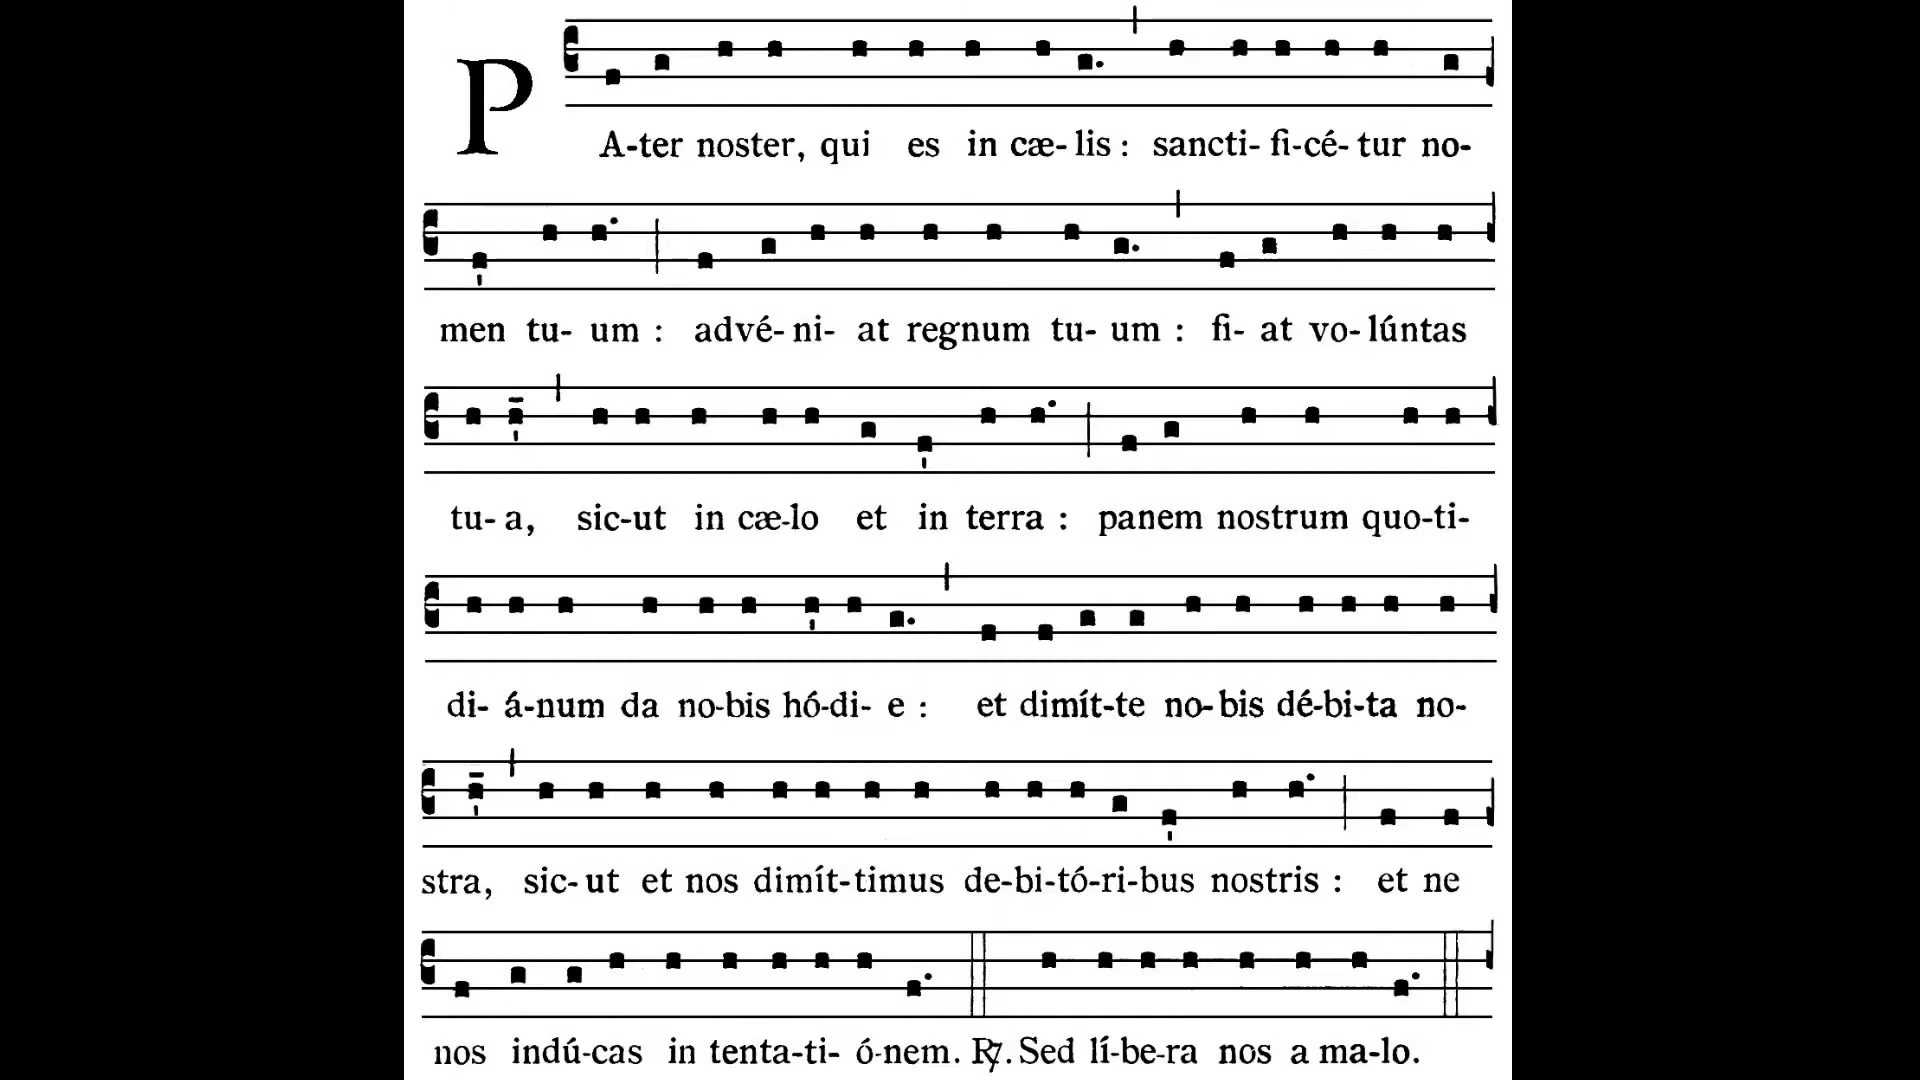 PA-ter noster, qui es in cæ-lis : sancti-fi-cé-tur no-
men tu-um : advé-ni-at regnum tu-um : fi-at vo-lúntas
tu-a, sic-ut in cæ-lo et in terra : panem nostrum quo-ti-
di-á-num da no-bis hó-di-e : et dimít-te no-bis dé-bi-ta no-
stra, sic-ut et nos dimít-timus de-bi-tó-ri-bus nostris : et ne
nos indú-cas in tenta-ti-ó-nem. ℟. Sed lí-be-ra nos a ma-lo.